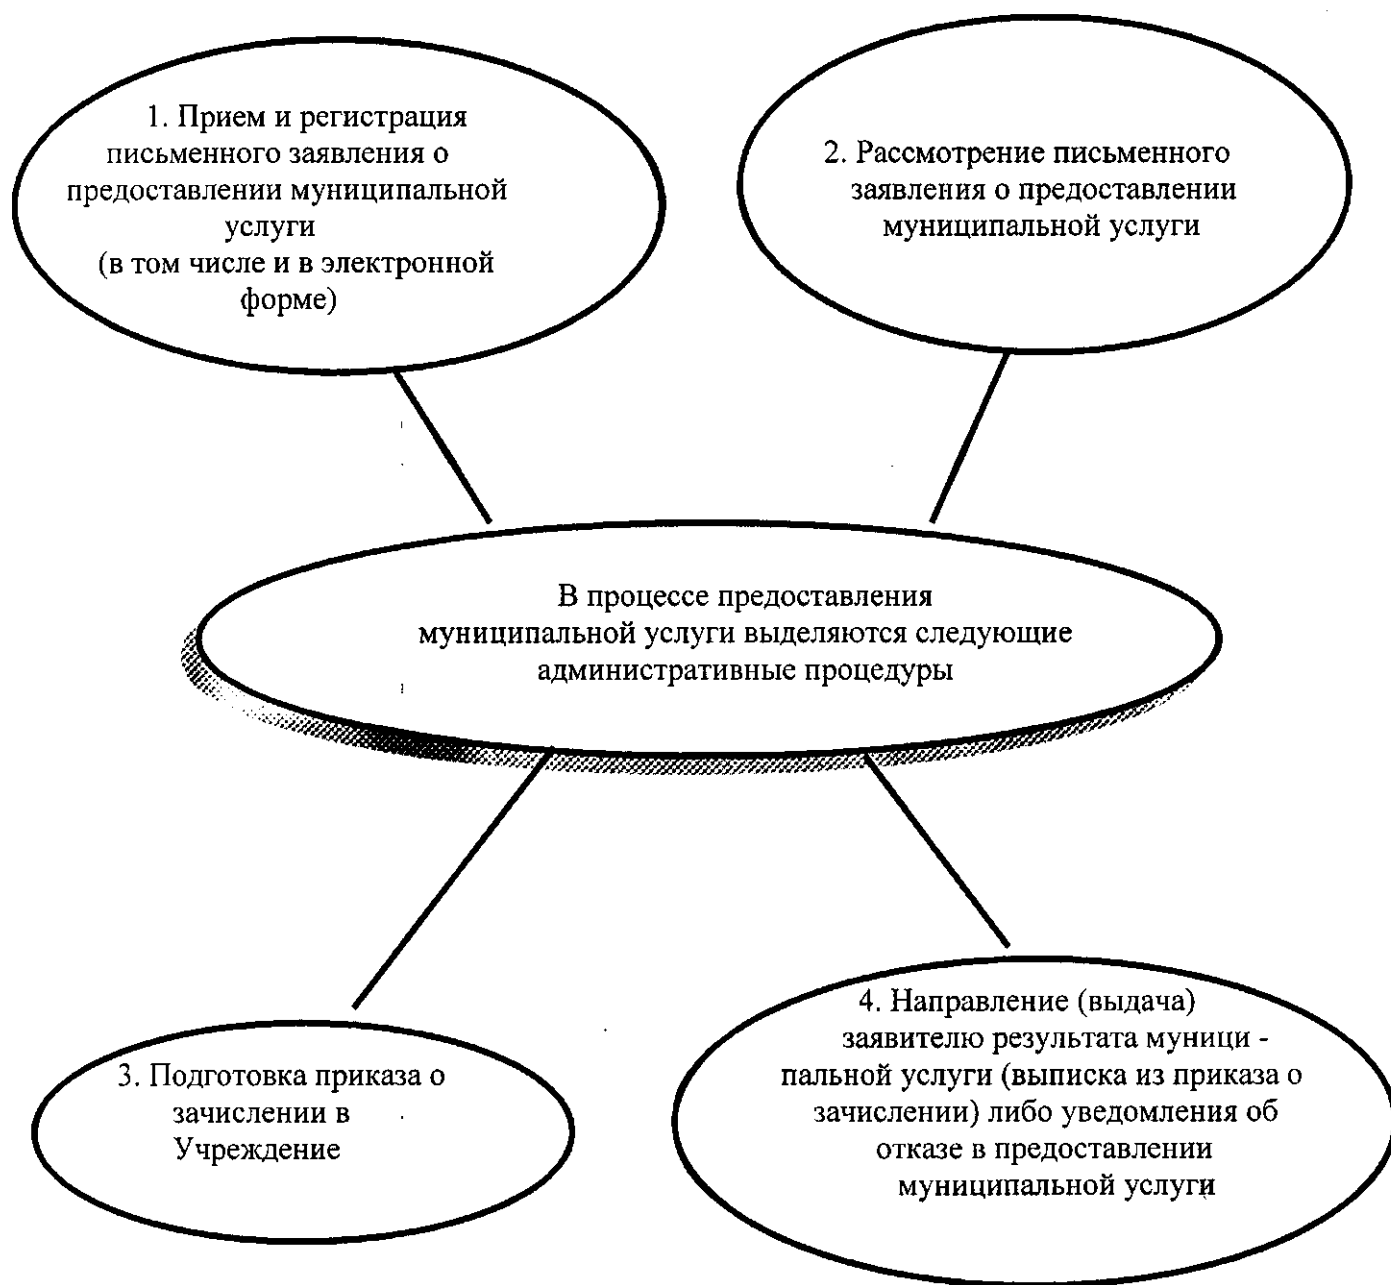 1. Прием и регистрация
письменного заявления о
предоставлении муниципальной
услуги
(в том числе и в электронной
форме)
2. Рассмотрение письменного
заявления о предоставлении
муниципальной услуги
В процессе предоставления
муниципальной услуги выделяются следующие
административные процедуры
3. Подготовка приказа о
зачислении в
Учреждение
4. Направление (выдача)
заявителю результата муници -
пальной услуги (выписка из приказа о
зачислении) либо уведомления об
отказе в предоставлении
муниципальной услуги